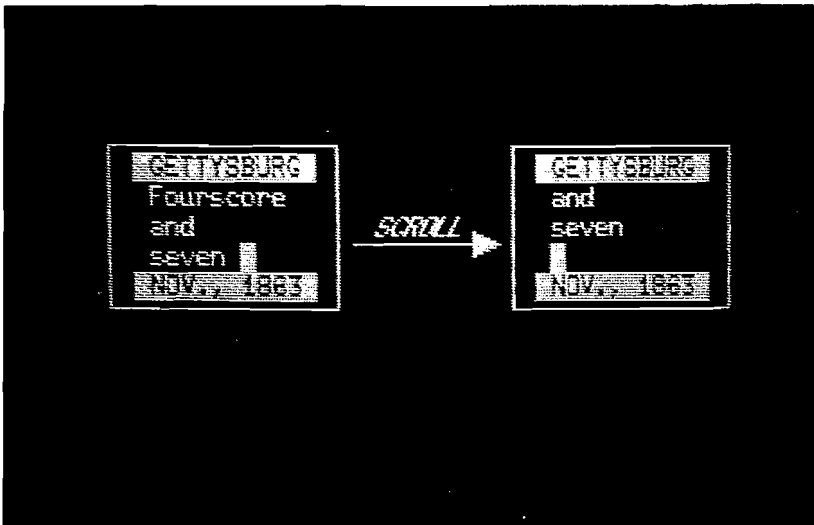 GETTYSBURG
Fourscore
and
seven
NOV., 1863
SCROLL
GETTYSBURG
and
seven
NOV., 1863